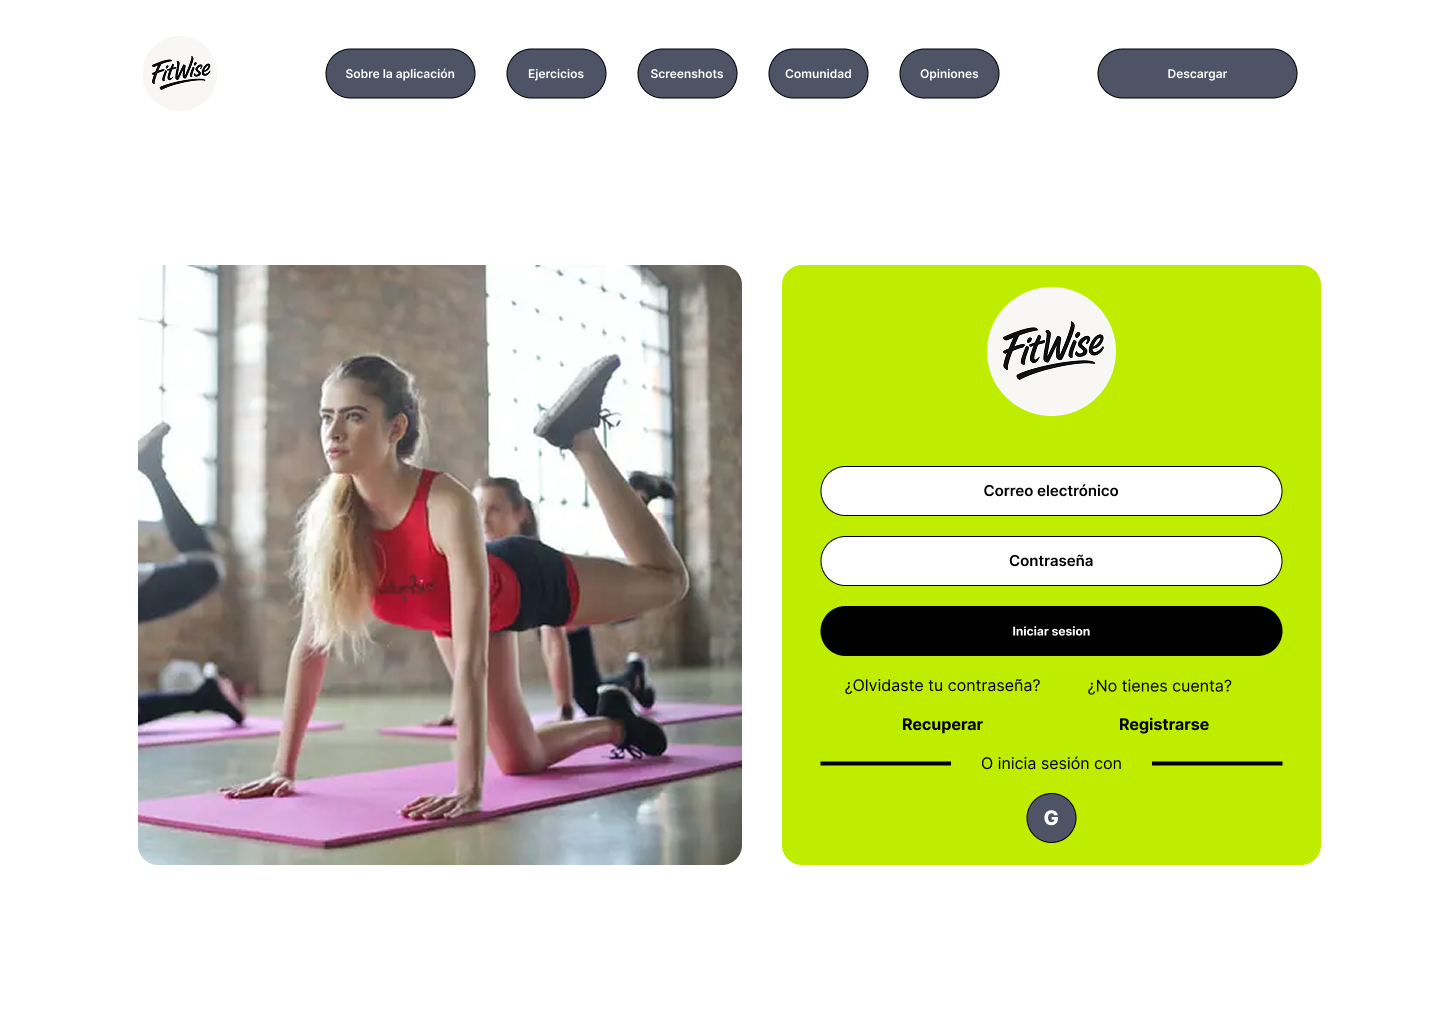 FitWise
Sobre la aplicación
Ejercicios
Screenshots
Comunidad
Opiniones
Descargar
FitWise
Correo electrónico
Contraseña
Iniciar sesion
¿Olvidaste tu contraseña?
¿No tienes cuenta?
Recuperar
Registrarse
O inicia sesión con
G